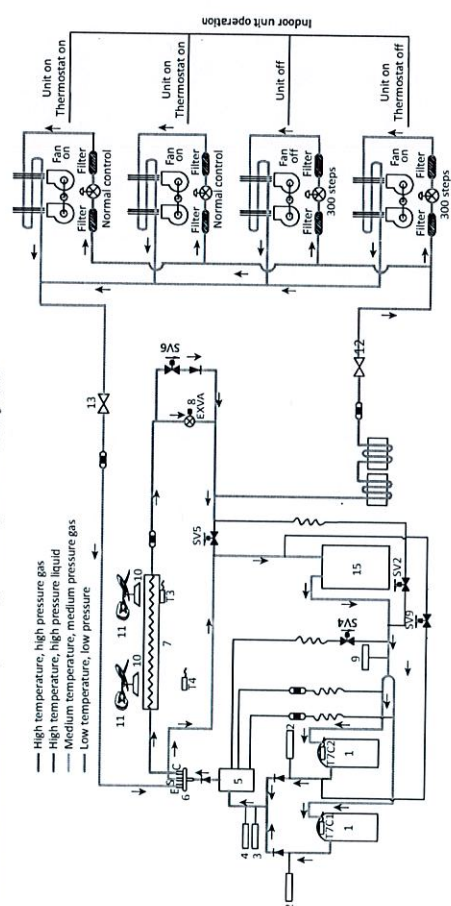 High temperature, high pressure gas
High temperature, high pressure liquid
Medium temperature, medium pressure gas
Low temperature, low pressure
Indoor unit operation
Unit on
Thermostat on
Unit on
Thermostat on
Unit off
Unit on
Thermostat off
Fan
on
Filter
Filter
Normal control
Fan
on
Filter
Filter
Normal control
Fan
off
Filter
Filter
300 steps
Fan
on
Filter
Filter
300 steps
13
12
SV6
8
EXVA
SV5
11
11
10
10
7
T3
T4
E
S
C
6
5
4
3
2
2
T7C1
T7C2
1
1
9
SV4
15
SV2
SV9